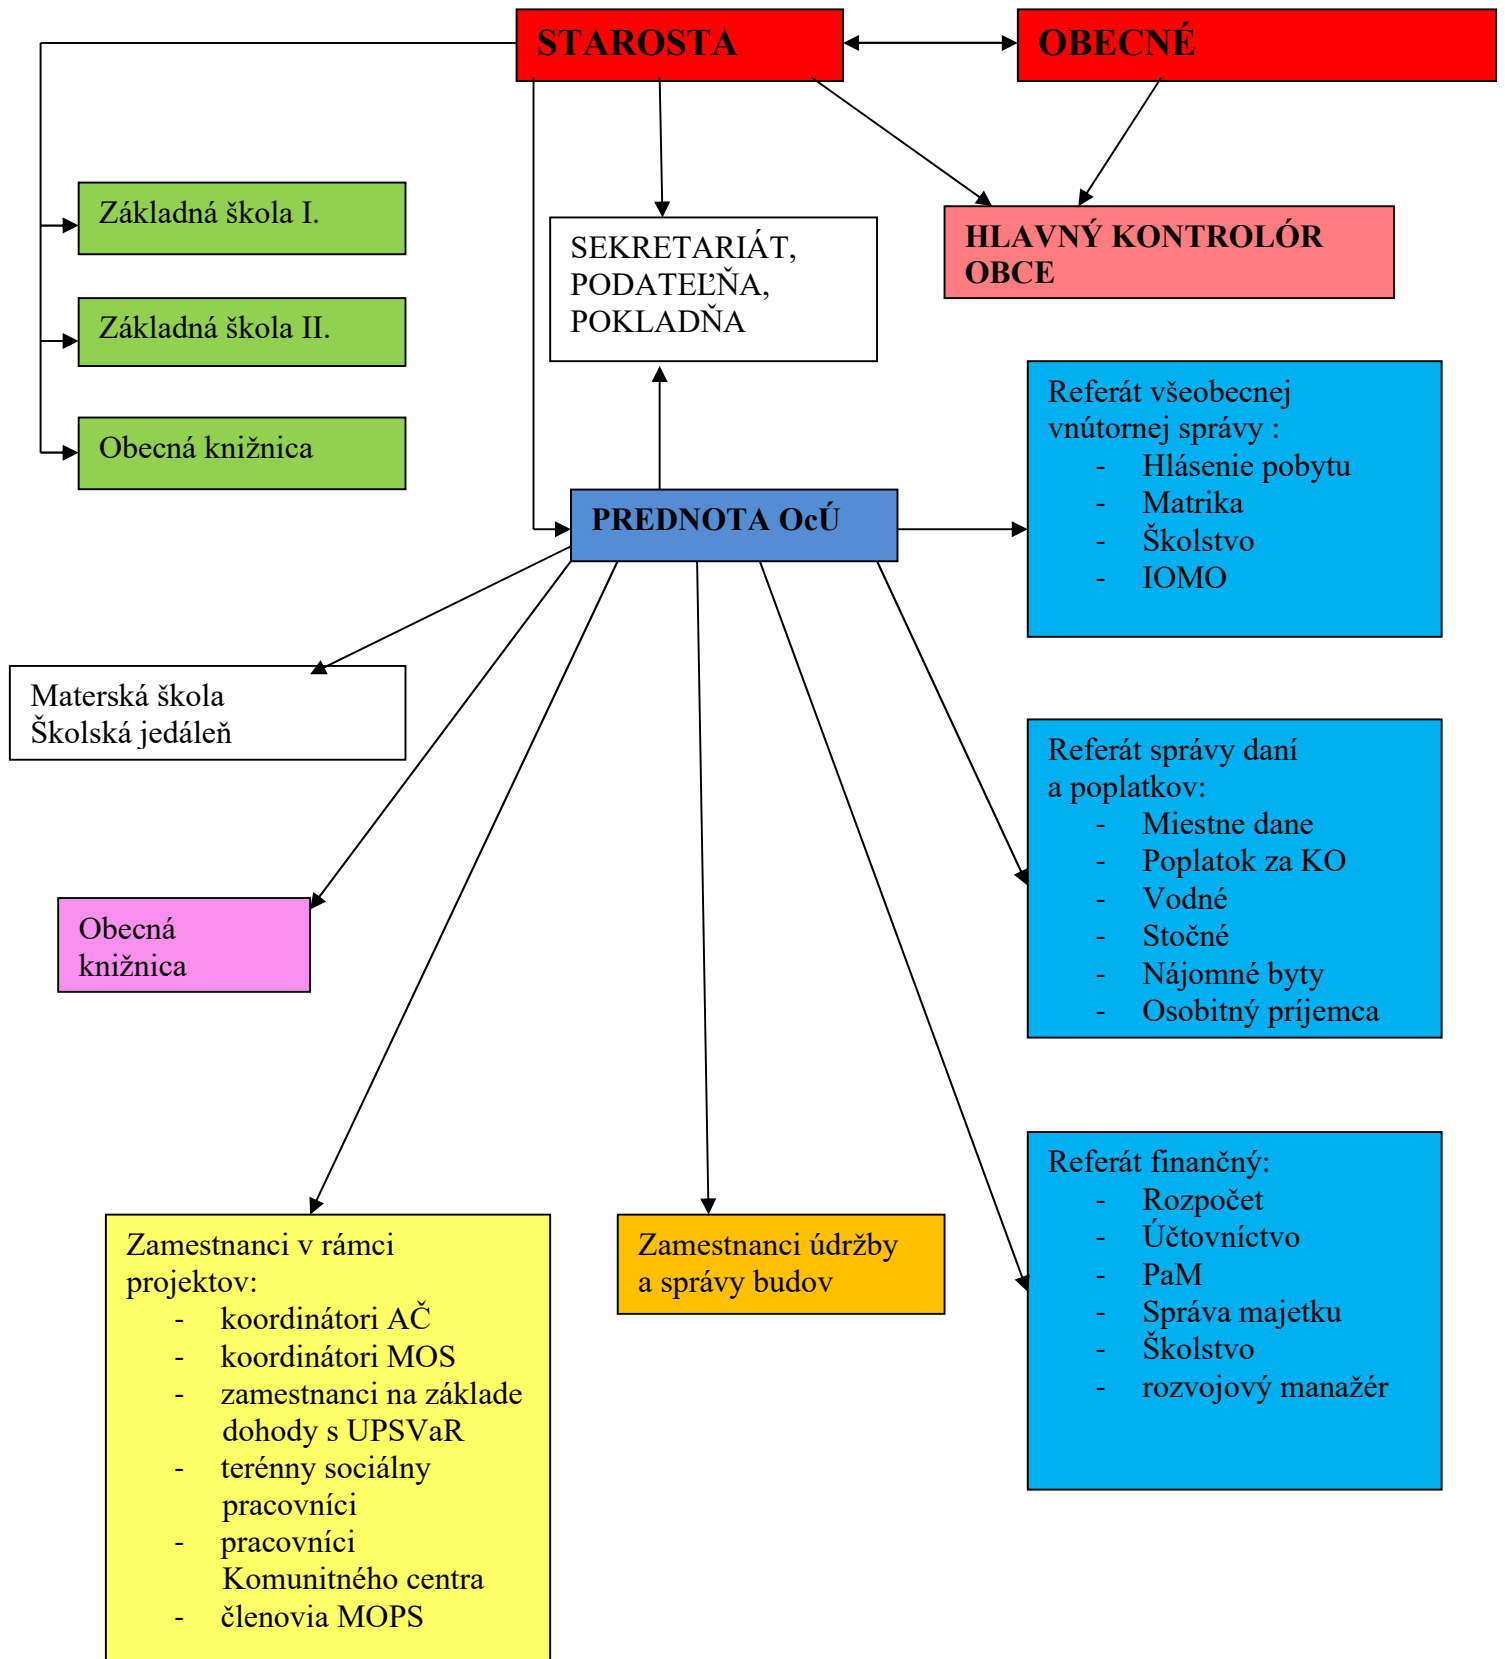 STAROSTA
OBECNÉ
Základná škola I.
SEKRETARIÁT,
PODATEĽŇA,
POKLADŇA
HLAVNÝ KONTROLÓR
OBCE
Základná škola II.
Obecná knižnica
Referát všeobecnej
vnútornej správy :
- Hlásenie pobytu
- Matrika
- Školstvo
- IOMO
PREDNOTA OcÚ
Materská škola
Školská jedáleň
Referát správy daní
a poplatkov:
- Miestne dane
- Poplatok za KO
- Vodné
- Stočné
- Nájomné byty
- Osobitný príjemca
Obecná
knižnica
Referát finančný:
- Rozpočet
- Účtovníctvo
- PaM
- Správa majetku
- Školstvo
- rozvojový manažér
Zamestnanci v rámci
projektov:
- koordinátori AČ
- koordinátori MOS
- zamestnanci na základe
dohody s UPSVaR
- terénny sociálny
pracovníci
- pracovníci
Komunitného centra
- členovia MOPS
Zamestnanci údržby
a správy budov